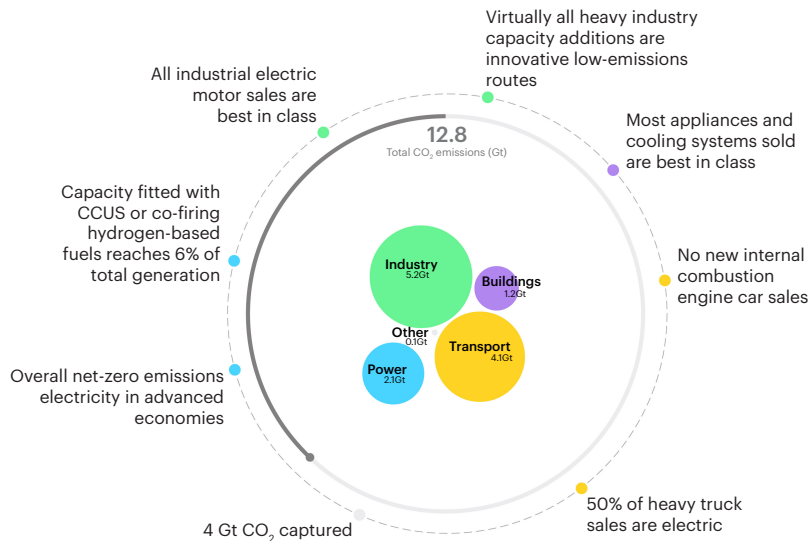 Virtually all heavy industry
capacity additions are
innovative low-emissions
routes
All industrial electric
motor sales are
best in class
12.8
Total CO₂ emissions (Gt)
Most appliances and
cooling systems sold
are best in class
Capacity fitted with
CCUS or co-firing
hydrogen-based
fuels reaches 6% of
total generation
No new internal
combustion
engine car sales
Industry
5.2Gt
Buildings
1.2Gt
Other
0.1Gt
Transport
4.1Gt
Power
2.1Gt
Overall net-zero emissions
electricity in advanced
economies
50% of heavy truck
sales are electric
4 Gt CO₂ captured